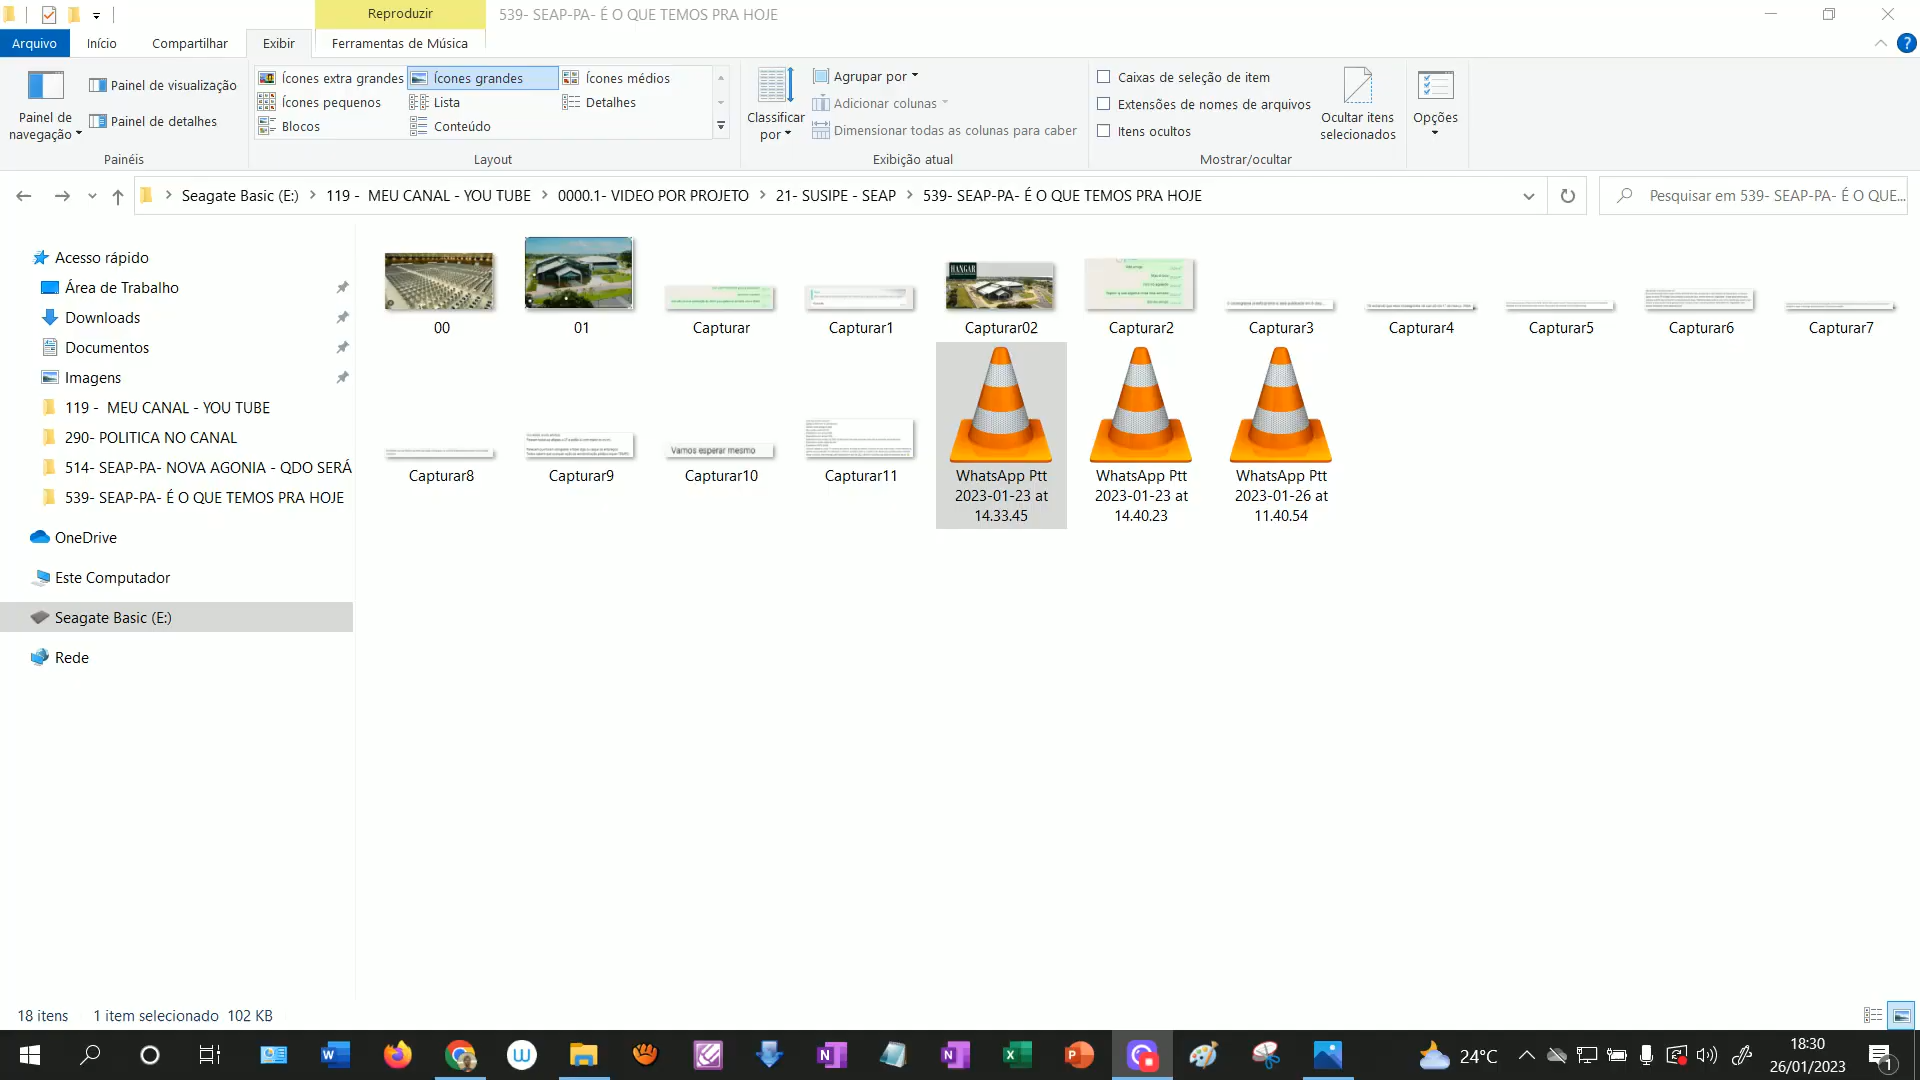 Reproduzir
539- SEAP-PA- É O QUE TEMOS PRA HOJE
Arquivo
Início
Compartilhar
Exibir
Ferramentas de Música
Painel de navegação
Painel de visualização
Painel de detalhes
Painéis
Ícones extra grandes
Ícones grandes
Ícones médios
Ícones pequenos
Lista
Detalhes
Blocos
Conteúdo
Layout
Classificar por
Agrupar por
Adicionar colunas
Dimensionar todas as colunas para caber
Exibição atual
Caixas de seleção de item
Extensões de nomes de arquivos
Itens ocultos
Ocultar itens selecionados
Mostrar/ocultar
Opções
Seagate Basic (E:)
119 - MEU CANAL - YOU TUBE
0000.1- VIDEO POR PROJETO
21- SUSIPE - SEAP
539- SEAP-PA- É O QUE TEMOS PRA HOJE
Pesquisar em 539- SEAP-PA- É O QUE...
Acesso rápido
Área de Trabalho
Downloads
Documentos
Imagens
119 - MEU CANAL - YOU TUBE
290- POLITICA NO CANAL
514- SEAP-PA- NOVA AGONIA - QDO SERÁ
539- SEAP-PA- É O QUE TEMOS PRA HOJE
OneDrive
Este Computador
Seagate Basic (E:)
Rede
HANGAR
00
01
Capturar
Capturar1
Capturar02
Capturar2
Capturar3
Capturar4
Capturar5
Capturar6
Capturar7
Vamos esperar mesmo
Capturar8
Capturar9
Capturar10
Capturar11
WhatsApp Ptt
2023-01-23 at
14.33.45
WhatsApp Ptt
2023-01-23 at
14.40.23
WhatsApp Ptt
2023-01-26 at
11.40.54
18 itens
1 item selecionado 102 KB
24°C
18:30
26/01/2023
1